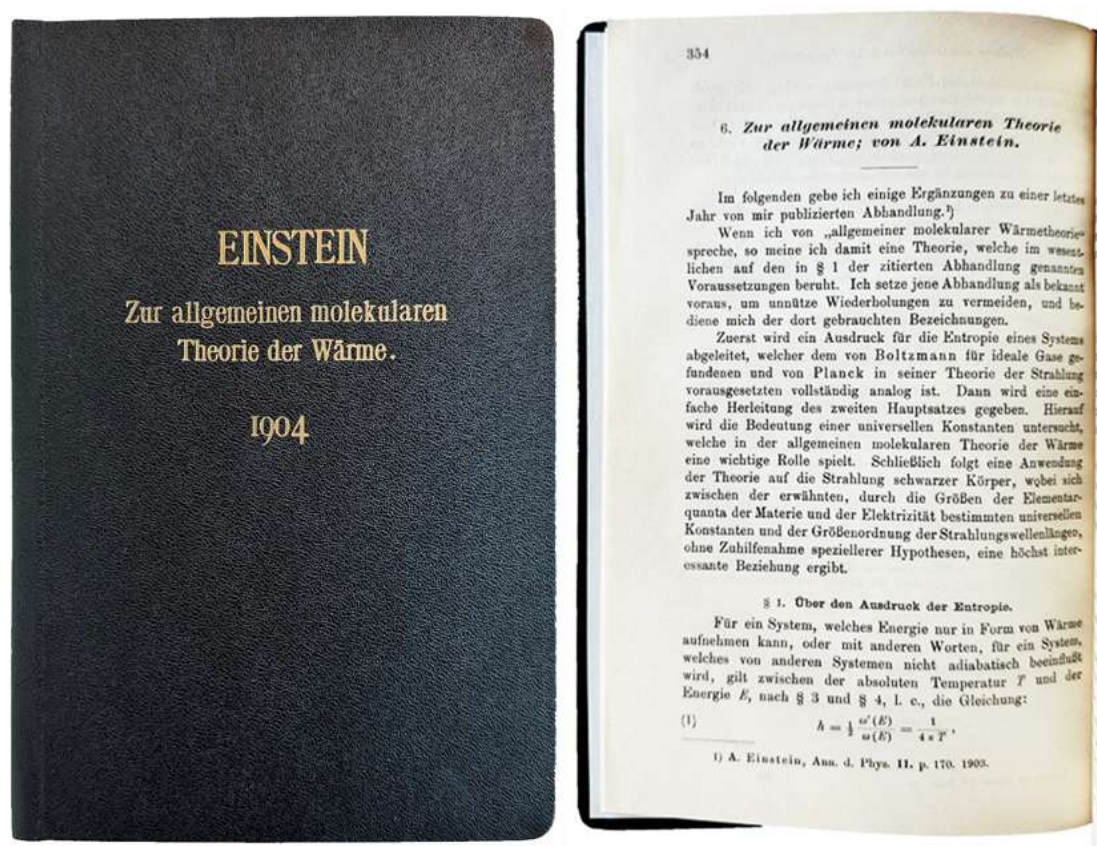 EINSTEIN
Zur allgemeinen molekularen
Theorie der Wärme.
1904
354
6. Zur allgemeinen molekularen Theorie
der Wärme; von A. Einstein.
Im folgenden gebe ich einige Ergänzungen zu einer letztes
Jahr von mir publizierten Abhandlung.¹)
Wenn ich von „allgemeiner molekularer Wärmetheorie“
spreche, so meine ich damit eine Theorie, welche im wesent-
lichen auf den in § 1 der zitierten Abhandlung genannten
Voraussetzungen beruht. Ich setze jene Abhandlung als bekannt
voraus, um unnütze Wiederholungen zu vermeiden, und be-
diene mich der dort gebrauchten Bezeichnungen.
Zuerst wird ein Ausdruck für die Entropie eines Systems
abgeleitet, welcher dem von Boltzmann für ideale Gase ge-
fundenen und von Planck in seiner Theorie der Strahlung
vorausgesetzten vollständig analog ist. Dann wird eine ein-
fache Herleitung des zweiten Hauptsatzes gegeben. Hierauf
wird die Bedeutung einer universellen Konstanten untersucht,
welche in der allgemeinen molekularen Theorie der Wärme
eine wichtige Rolle spielt. Schließlich folgt eine Anwendung
der Theorie auf die Strahlung schwarzer Körper, wobei sich
zwischen der erwähnten, durch die Größen der Elementar-
quanta der Materie und der Elektrizität bestimmten universellen
Konstanten und der Größenordnung der Strahlungswellenlängen,
ohne Zuhilfenahme speziellerer Hypothesen, eine höchst inter-
essante Beziehung ergibt.
§ 1. Über den Ausdruck der Entropie.
Für ein System, welches Energie nur in Form von Wärme
aufnehmen kann, oder mit anderen Worten, für ein System,
welches von anderen Systemen nicht adiabatisch beeinflußt
wird, gilt zwischen der absoluten Temperatur T und der
Energie E, nach § 3 und § 4, l. c., die Gleichung:
(1) h = ½ ω'(E)/ω(E) = 1/4 ϰ T,
1) A. Einstein, Ann. d. Phys. 11. p. 170. 1903.